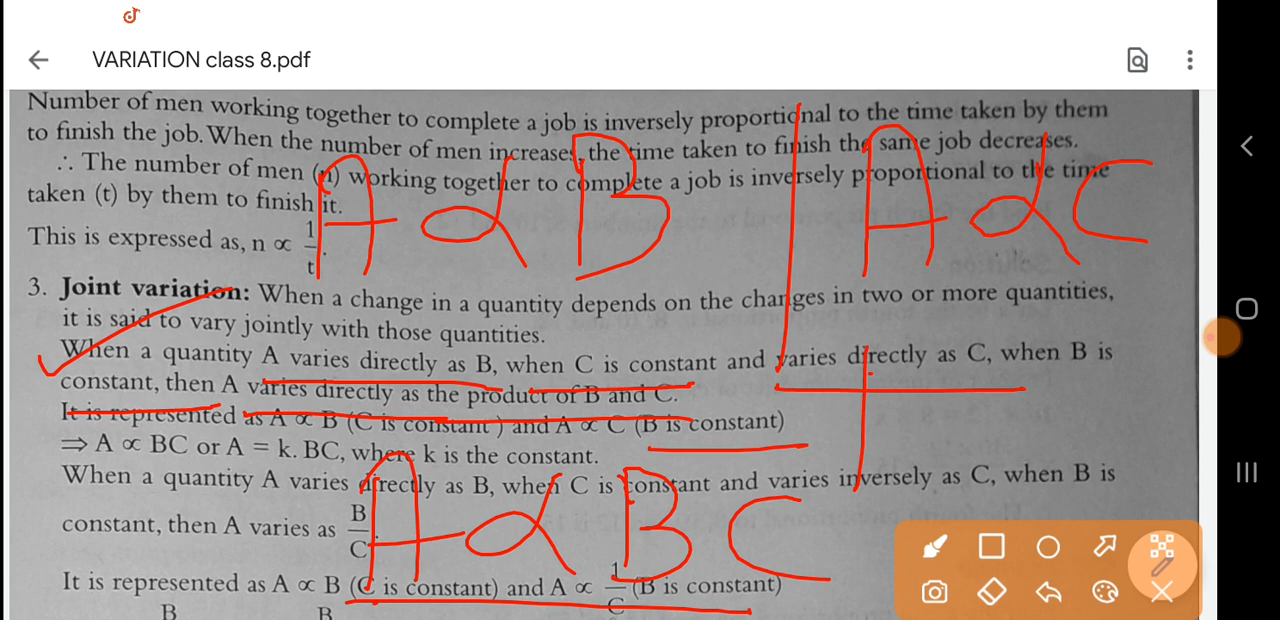 VARIATION class 8.pdf
Number of men working together to complete a job is inversely proportional to the time taken by them
to finish the job. When the number of men increases, the time taken to finish the same job decreases.
∴ The number of men (n) working together to complete a job is inversely proportional to the time
taken (t) by them to finish it.
This is expressed as, n ∝ 1/t.
A ∝ B | A ∝ C
3. Joint variation: When a change in a quantity depends on the changes in two or more quantities,
it is said to vary jointly with those quantities.
When a quantity A varies directly as B, when C is constant and varies directly as C, when B is
constant, then A varies directly as the product of B and C.
It is represented as A ∝ B (C is constant) and A ∝ C (B is constant)
⇒ A ∝ BC or A = k. BC, where k is the constant.
When a quantity A varies directly as B, when C is constant and varies inversely as C, when B is
constant, then A varies as B/C.
A ∝ BC
It is represented as A ∝ B (C is constant) and A ∝ 1/C (B is constant)
B B